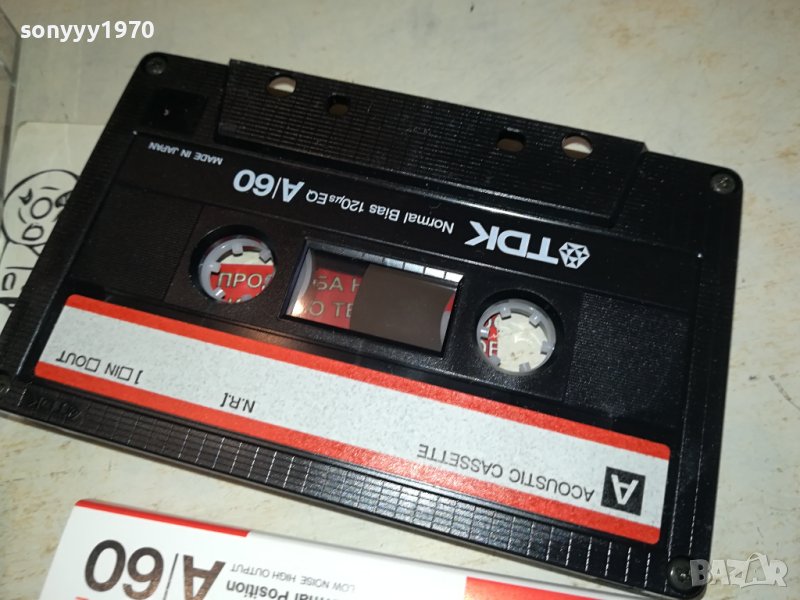 sonyyy1970
A ACOUSTIC CASSETTE
N.R.[
] □IN □OUT
TDK Normal Bias 120µs EQ A/60
MADE IN JAPAN
ПРО
БА Н
О ТЕ
A/60
Position
LOW NOISE HIGH OUTPUT
BAZAR